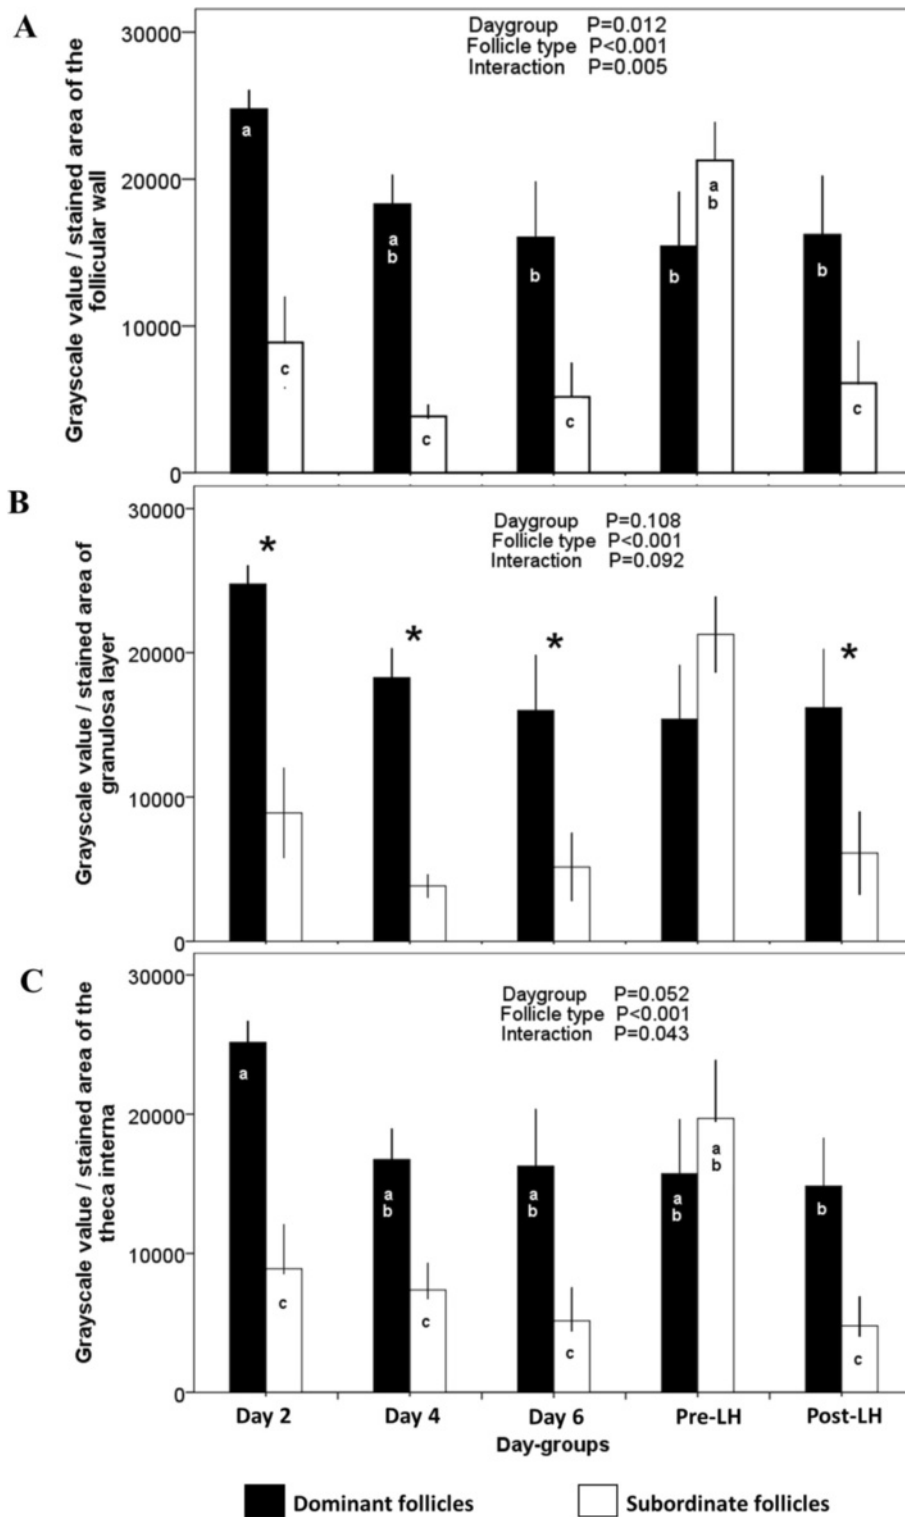 A
Grayscale value / stained area of the
follicular wall
30000
20000
10000
0
Daygroup P=0.012
Follicle type P<0.001
Interaction P=0.005
a
c
a
b
c
b
c
b
a
b
b
c
B
Grayscale value / stained area of
granulosa layer
30000
20000
10000
0
Daygroup P=0.108
Follicle type P<0.001
Interaction P=0.092
*
*
*
*
C
Grayscale value / stained area of the
theca interna
30000
20000
10000
0
Daygroup P=0.052
Follicle type P<0.001
Interaction P=0.043
a
c
a
b
c
a
b
c
a
b
a
b
b
c
Day 2 Day 4 Day 6 Pre-LH Post-LH
Day-groups
Dominant follicles Subordinate follicles